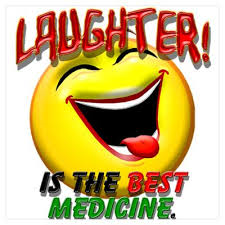 LAUGHTER!
IS THE BEST
MEDICINE.